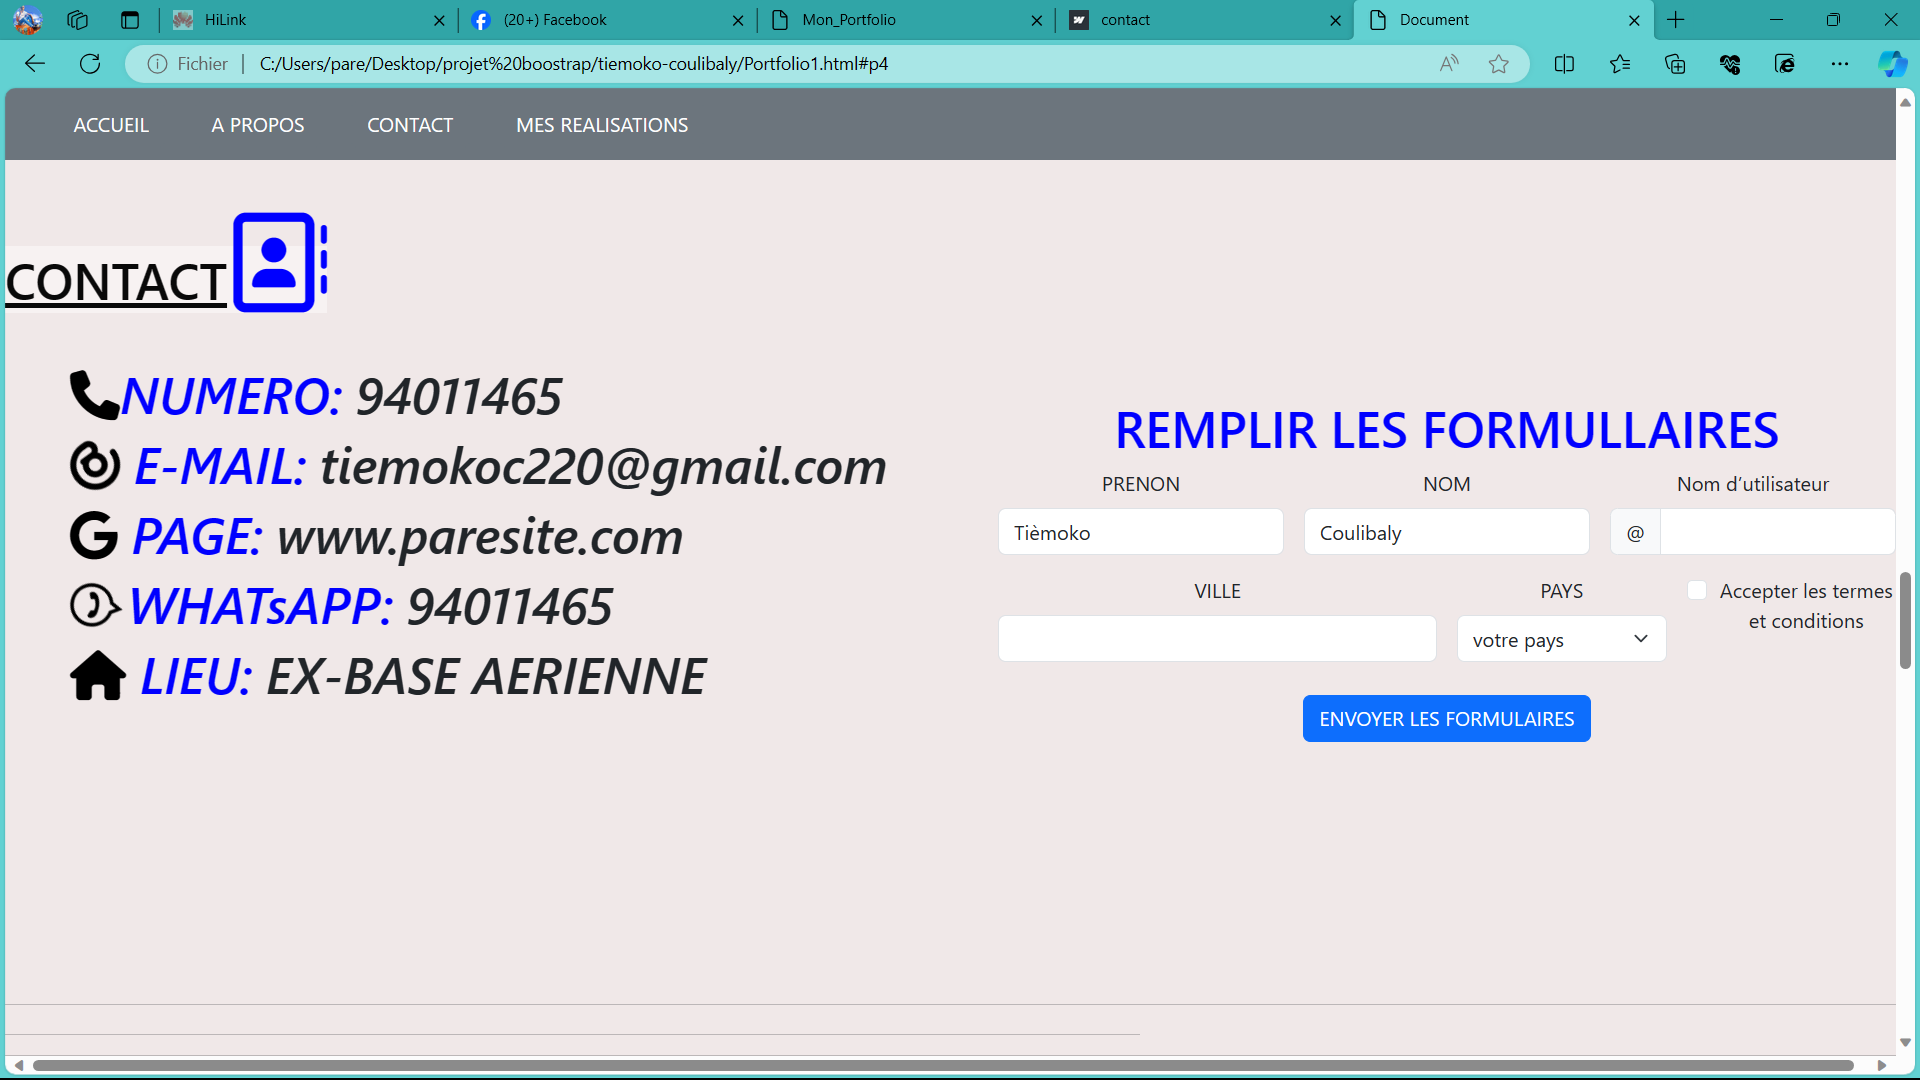 HiLink
(20+) Facebook
Mon_Portfolio
contact
Document
Fichier C:/Users/pare/Desktop/projet%20boostrap/tiemoko-coulibaly/Portfolio1.html#p4
ACCUEIL A PROPOS CONTACT MES REALISATIONS
CONTACT
NUMERO: 94011465
E-MAIL: tiemokoc220@gmail.com
PAGE: www.paresite.com
WHATsAPP: 94011465
LIEU: EX-BASE AERIENNE
REMPLIR LES FORMULLAIRES
PRENON NOM Nom d’utilisateur
Tièmoko Coulibaly @
VILLE PAYS Accepter les termes
et conditions
votre pays
ENVOYER LES FORMULAIRES